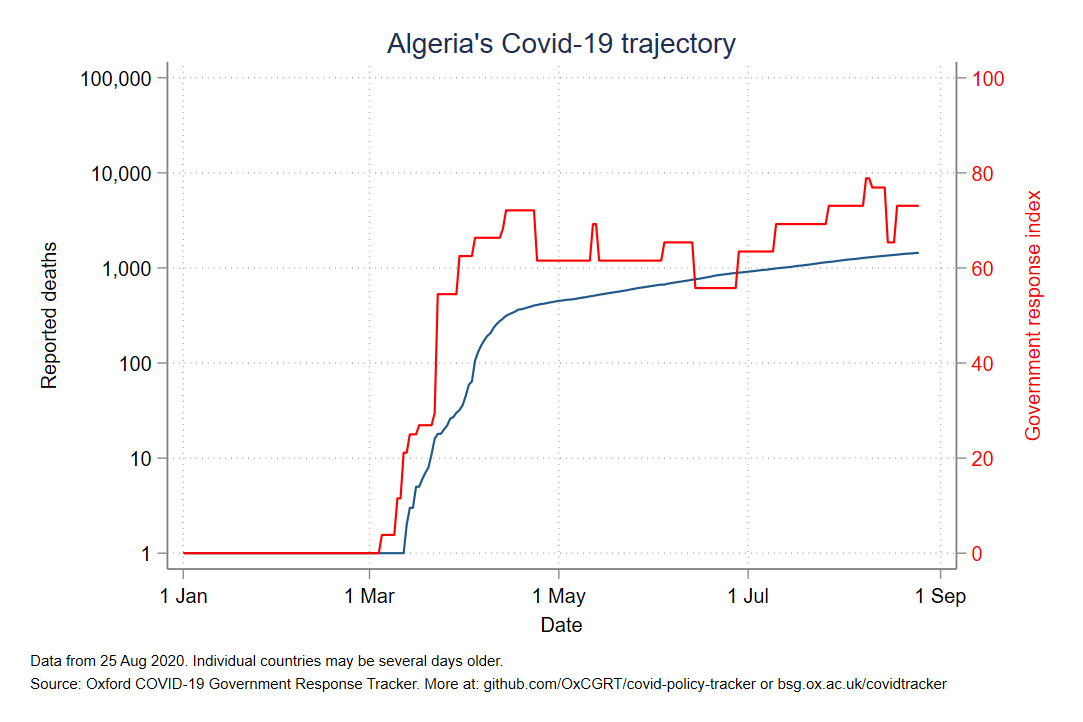 Algeria's Covid-19 trajectory
100,000
10,000
1,000
100
10
1
Reported deaths
100
80
60
40
20
0
Government response index
1 Jan 1 Mar 1 May 1 Jul 1 Sep
Date
Data from 25 Aug 2020. Individual countries may be several days older.
Source: Oxford COVID-19 Government Response Tracker. More at: github.com/OxCGRT/covid-policy-tracker or bsg.ox.ac.uk/covidtracker